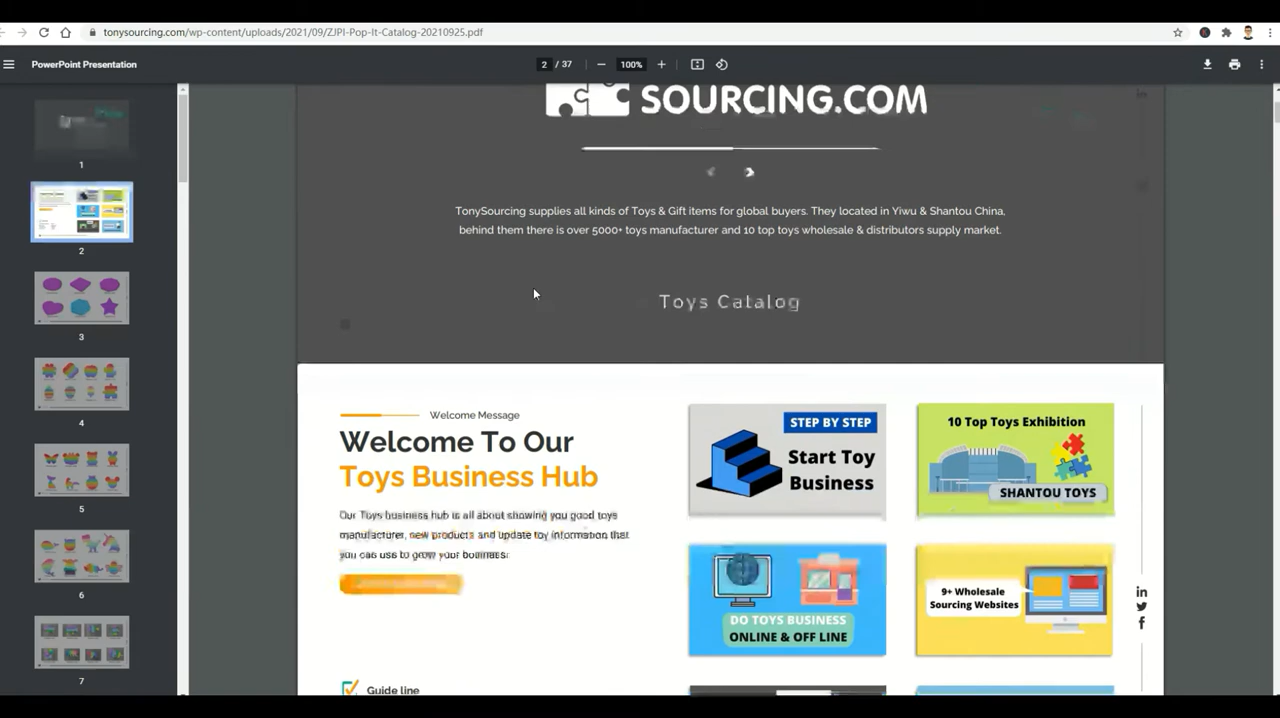 tonysourcing.com/wp-content/uploads/2021/09/ZJPI-Pop-It-Catalog-20210925.pdf
PowerPoint Presentation
2 / 37
100%
1
2
3
4
5
6
7
SOURCING.COM
TonySourcing supplies all kinds of Toys & Gift items for global buyers. They located in Yiwu & Shantou China,
behind them there is over 5000+ toys manufacturer and 10 top toys wholesale & distributors supply market.
Toys Catalog
Welcome Message
Welcome To Our
Toys Business Hub
Our Toys business hub is all about showing you good toys
manufacturer, new products and update toy information that
you can use to grow your business
Guide line
STEP BY STEP
Start Toy
Business
10 Top Toys Exhibition
SHANTOU TOYS
DO TOYS BUSINESS
ONLINE & OFF LINE
9+ Wholesale
Sourcing Websites